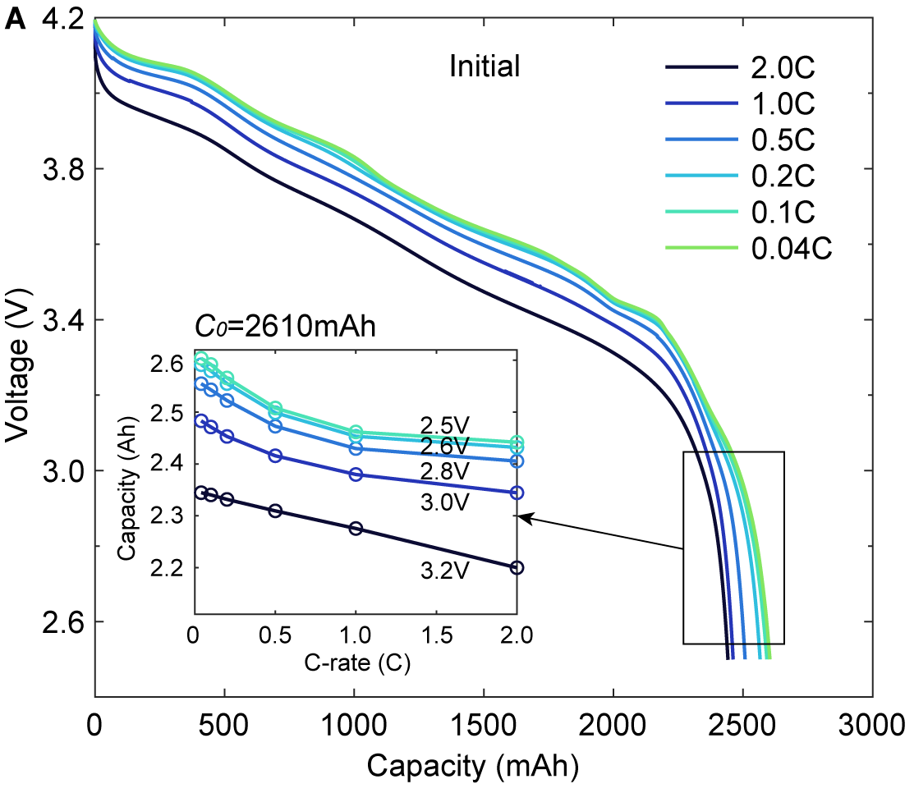 A
4.2
3.8
3.4
3.0
2.6
Voltage (V)
Initial
2.0C
1.0C
0.5C
0.2C
0.1C
0.04C
C0=2610mAh
2.6
2.5
2.4
2.3
2.2
Capacity (Ah)
2.5V
2.6V
2.8V
3.0V
3.2V
0 0.5 1.0 1.5 2.0
C-rate (C)
0 500 1000 1500 2000 2500 3000
Capacity (mAh)